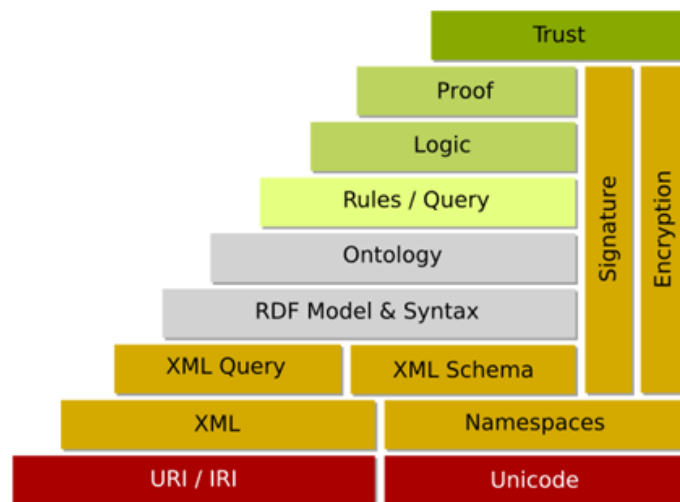 Trust
Proof
Logic
Rules / Query
Ontology
RDF Model & Syntax
XML Query
XML Schema
Signature
Encryption
XML
Namespaces
URI / IRI
Unicode